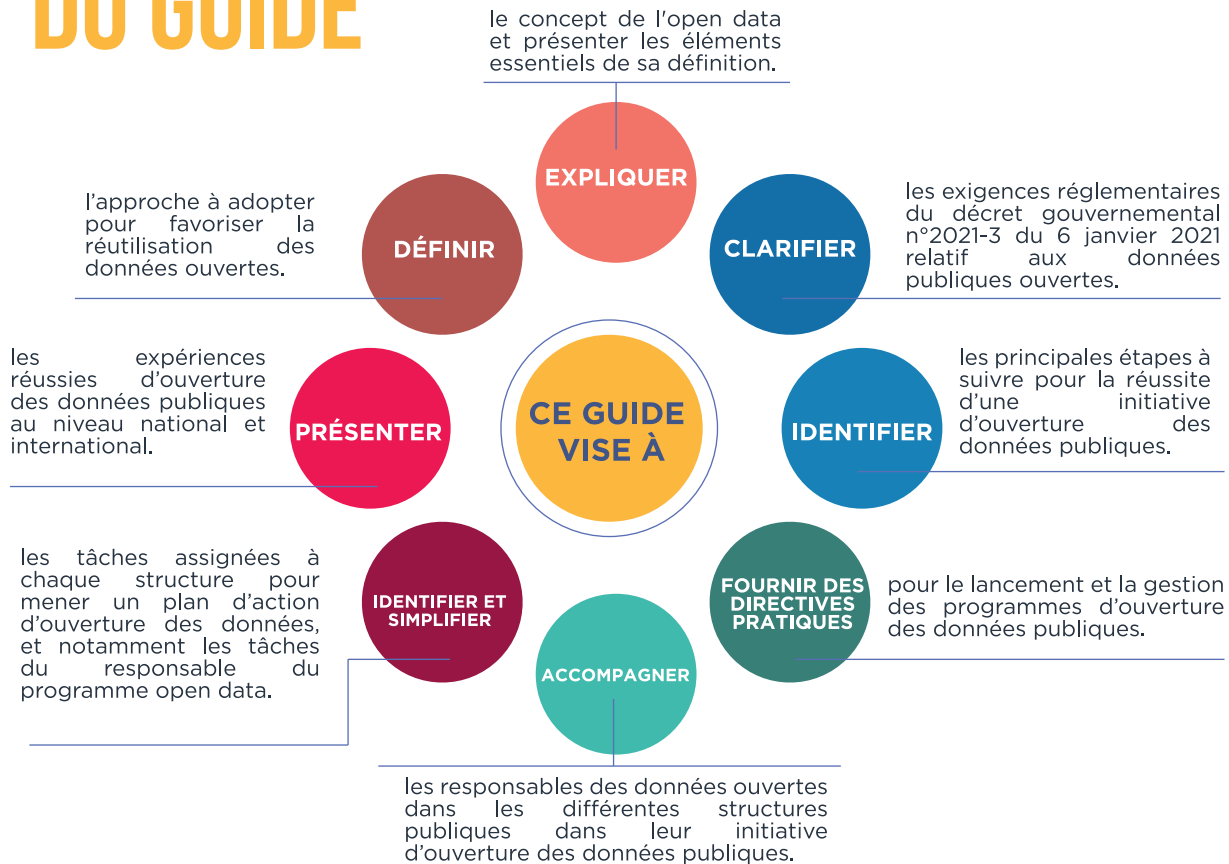 DU GUIDE
le concept de l'open data
et présenter les éléments
essentiels de sa définition.
EXPLIQUER
les exigences réglementaires
du décret gouvernemental
n°2021-3 du 6 janvier 2021
relatif aux données
publiques ouvertes.
CLARIFIER
les principales étapes à
suivre pour la réussite
d'une initiative
d'ouverture des
données publiques.
IDENTIFIER
FOURNIR DES
DIRECTIVES
PRATIQUES
pour le lancement et la gestion
des programmes d'ouverture
des données publiques.
ACCOMPAGNER
les responsables des données ouvertes
dans les différentes structures
publiques dans leur initiative
d'ouverture des données publiques.
IDENTIFIER ET
SIMPLIFIER
les tâches assignées à
chaque structure pour
mener un plan d'action
d'ouverture des données,
et notamment les tâches
du responsable du
programme open data.
PRÉSENTER
les expériences
réussies d'ouverture
des données publiques
au niveau national et
international.
DÉFINIR
l'approche à adopter
pour favoriser la
réutilisation des
données ouvertes.
CE GUIDE
VISE À